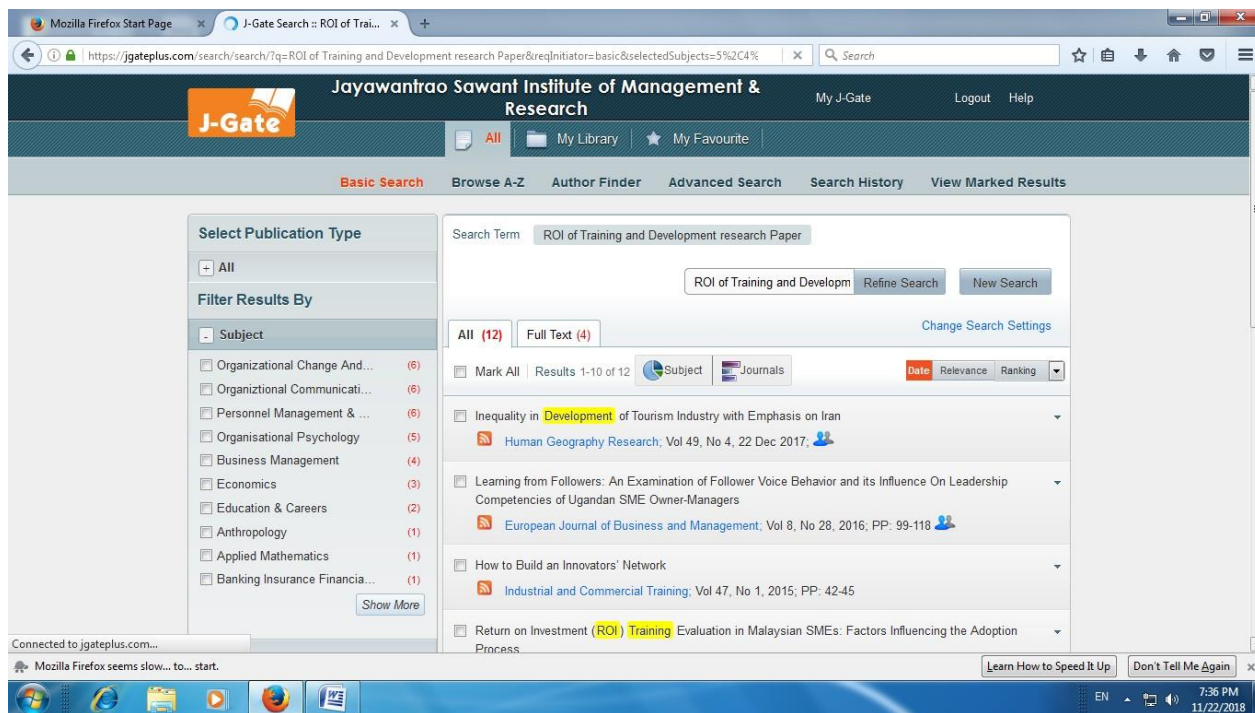 Mozilla Firefox Start Page
J-Gate Search :: ROI of Trai...
https://jgateplus.com/search/search/?q=ROI of Training and Development research Paper&reqInitiator=basic&selectedSubjects=5%2C4%
Search
J-Gate
Jayawantrao Sawant Institute of Management &
Research
My J-Gate
Logout Help
All My Library My Favourite
Basic Search Browse A-Z Author Finder Advanced Search Search History View Marked Results
Select Publication Type
+ All
Filter Results By
- Subject
Organizational Change And... (6)
Organiztional Communicati... (6)
Personnel Management & ... (6)
Organisational Psychology (5)
Business Management (4)
Economics (3)
Education & Careers (2)
Anthropology (1)
Applied Mathematics (1)
Banking Insurance Financia... (1)
Show More
Search Term ROI of Training and Development research Paper
ROI of Training and Developm Refine Search New Search
All (12) Full Text (4) Change Search Settings
Mark All Results 1-10 of 12 Subject Journals Date Relevance Ranking
Inequality in Development of Tourism Industry with Emphasis on Iran
Human Geography Research; Vol 49, No 4, 22 Dec 2017;
Learning from Followers: An Examination of Follower Voice Behavior and its Influence On Leadership
Competencies of Ugandan SME Owner-Managers
European Journal of Business and Management; Vol 8, No 28, 2016; PP: 99-118
How to Build an Innovators' Network
Industrial and Commercial Training; Vol 47, No 1, 2015; PP: 42-45
Return on Investment (ROI) Training Evaluation in Malaysian SMEs: Factors Influencing the Adoption
Process
Connected to jgateplus.com...
Mozilla Firefox seems slow... to... start. Learn How to Speed It Up Don't Tell Me Again
EN 7:36 PM
11/22/2018